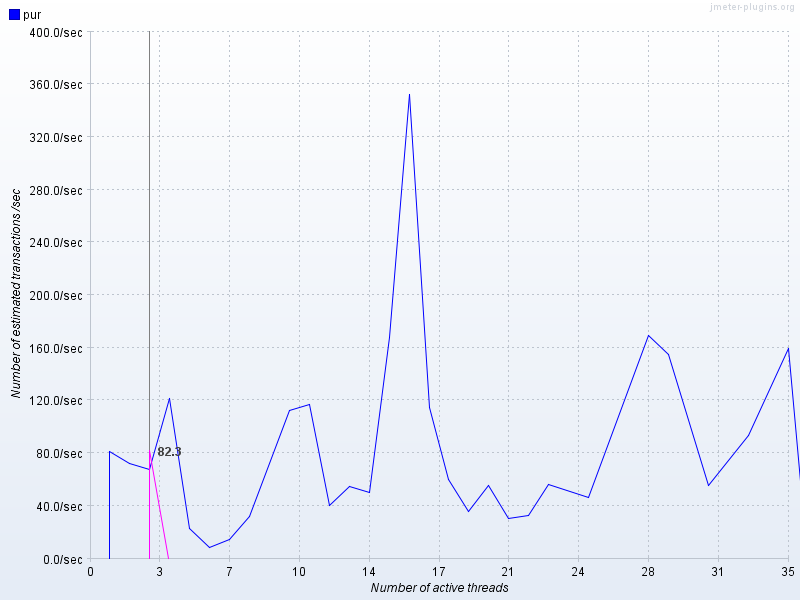 jmeter-plugins.org
pur
400.0/sec
360.0/sec
320.0/sec
280.0/sec
240.0/sec
200.0/sec
160.0/sec
120.0/sec
80.0/sec
40.0/sec
0.0/sec
Number of estimated transactions /sec
82.3
0 3 7 10 14 17 21 24 28 31 35
Number of active threads